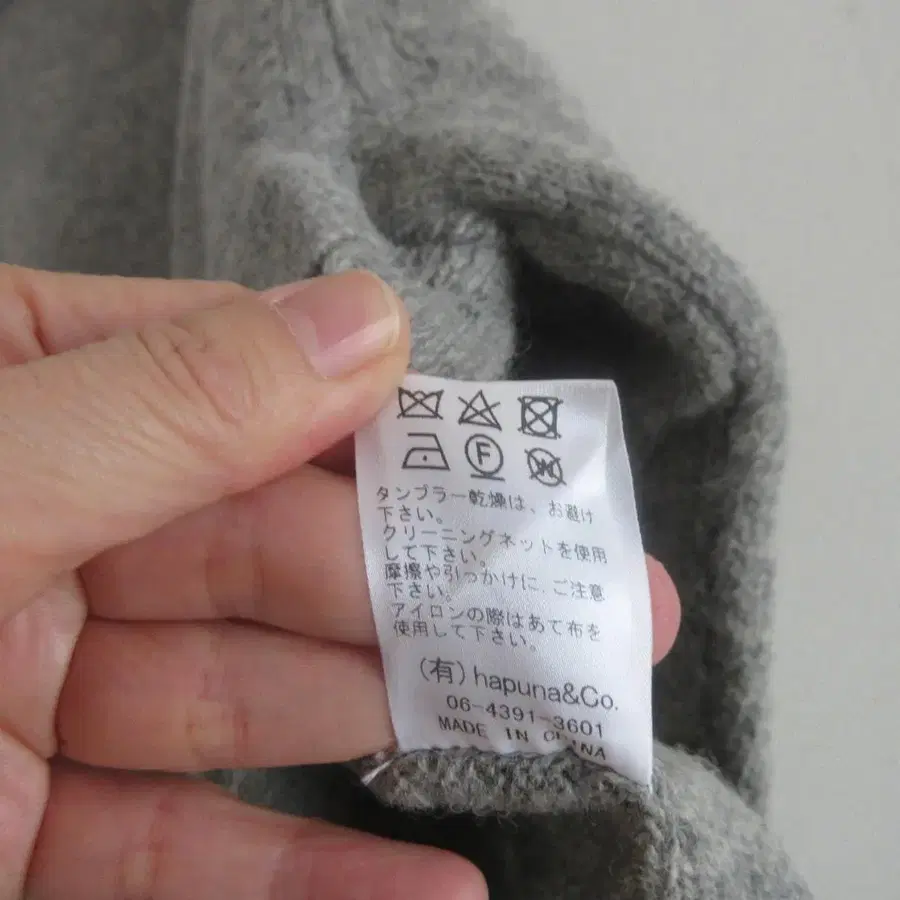 F
W
タンブラー乾燥は、お避け
下さい。
クリーニングネットを使用
して下さい。
摩擦や引っかけに、ご注意
下さい。
アイロンの際はあて布を
使用して下さい。
(有)hapuna&Co.
06-4391-3601
MADE IN CHINA